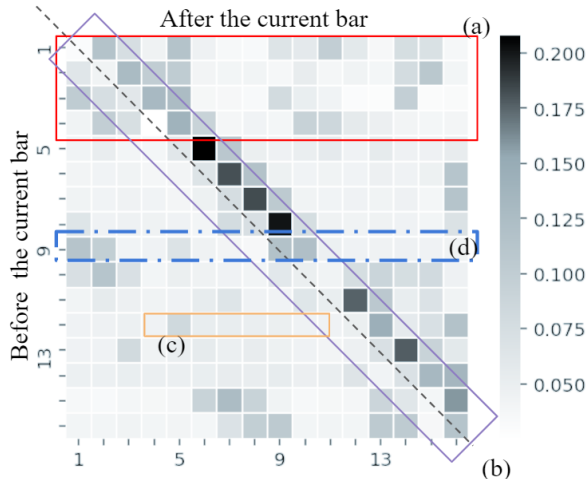 After the current bar
(a)
Before the current bar
1
5
9
13
(d)
(c)
(b)
1
5
9
13
0.200
0.175
0.150
0.125
0.100
0.075
0.050